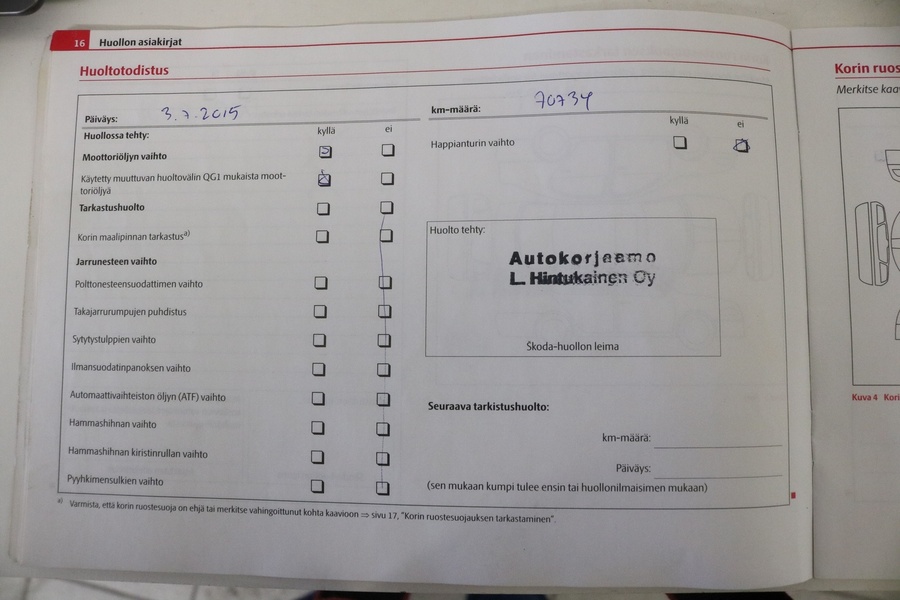 16 Huollon asiakirjat
Huoltotodistus
Päiväys: 3.7.2015
Huollossa tehty: kyllä ei
Moottoriöljyn vaihto
Käytetty muuttuvan huoltovälin QG1 mukaista moot-
toriöljyä
Tarkastushuolto
Korin maalipinnan tarkastusa)
Jarrunesteen vaihto
Polttonesteensuodattimen vaihto
Takajarrurumpujen puhdistus
Sytytystulppien vaihto
Ilmansuodatinpanoksen vaihto
Automaattivaihteiston öljyn (ATF) vaihto
Hammashihnan vaihto
Hammashihnan kiristinrullan vaihto
Pyyhkimensulkien vaihto
km-määrä: 70734
kyllä ei
Happianturin vaihto
Huolto tehty:
Autokorjaamo
L. Hintukainen Oy
Škoda-huollon leima
Seuraava tarkistushuolto:
km-määrä:
Päiväys:
(sen mukaan kumpi tulee ensin tai huollonilmaisimen mukaan)
a) Varmista, että korin ruostesuoja on ehjä tai merkitse vahingoittunut kohta kaavioon ⇒ sivu 17, "Korin ruostesuojauksen tarkastaminen".
Korin ruos
Merkitse kaa
Kuva 4 Kori